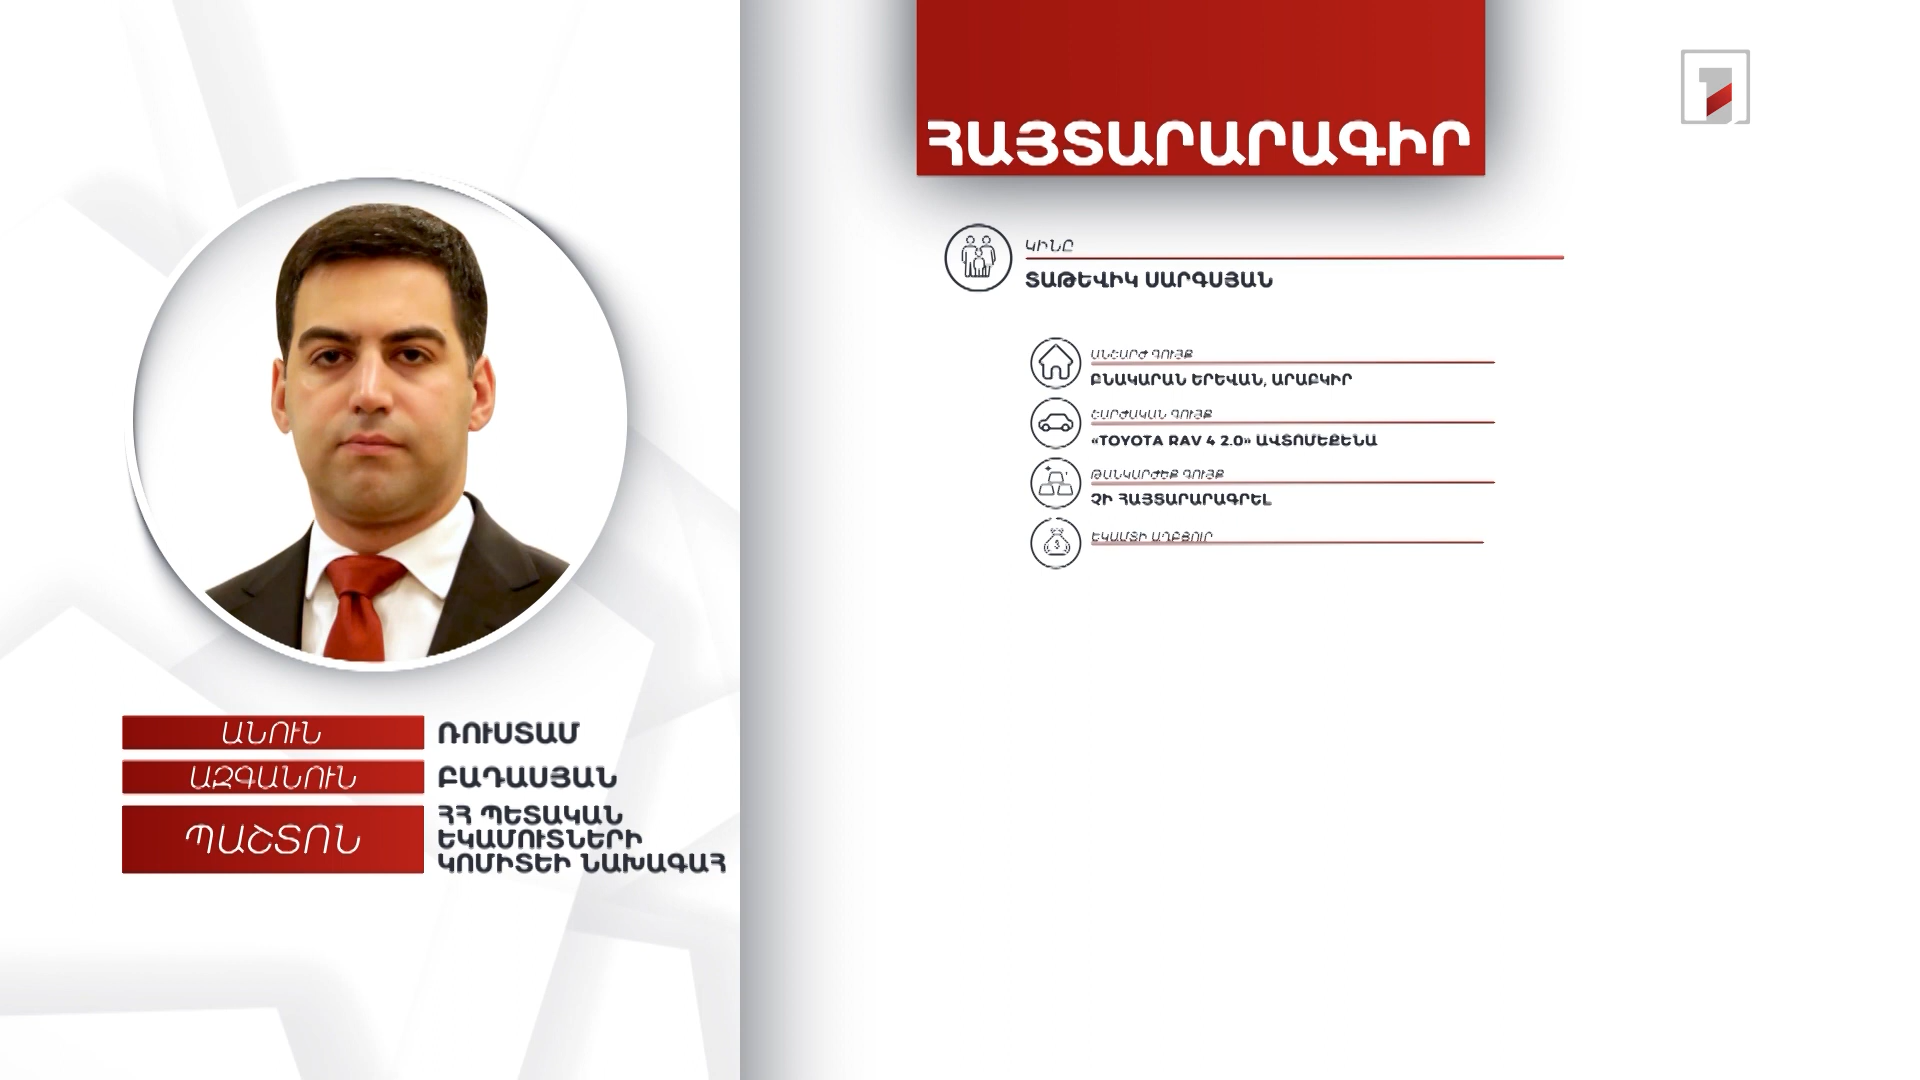 ՀԱՅՏԱՐԱՐԱԳԻՐ
ԿԻՆԸ
ՏԱԹԵՎԻԿ ՍԱՐԳՍՅԱՆ
ԱՆՇԱՐԺ ԳՈՒՅՔ
ԲՆԱԿԱՐԱՆ ԵՐԵՎԱՆ, ԱՐԱԲԿԻՐ
ՇԱՐԺԱԿԱՆ ԳՈՒՅՔ
«TOYOTA RAV 4 2.0» ԱՎՏՈՄԵՔԵՆԱ
ԹԱՆԿԱՐԺԵՔ ԳՈՒՅՔ
ՉԻ ՀԱՅՏԱՐԱՐԱԳՐԵԼ
ԵԿԱՄՏԻ ԱՂԲՅՈՒՐ
ԱՆՈՒՆ ՌՈՒՍՏԱՄ
ԱԶԳԱՆՈՒՆ ԲԱԴԱՍՅԱՆ
ՊԱՇՏՈՆ ՀՀ ՊԵՏԱԿԱՆ
ԵԿԱՄՈՒՏՆԵՐԻ
ԿՈՄԻՏԵԻ ՆԱԽԱԳԱՀ